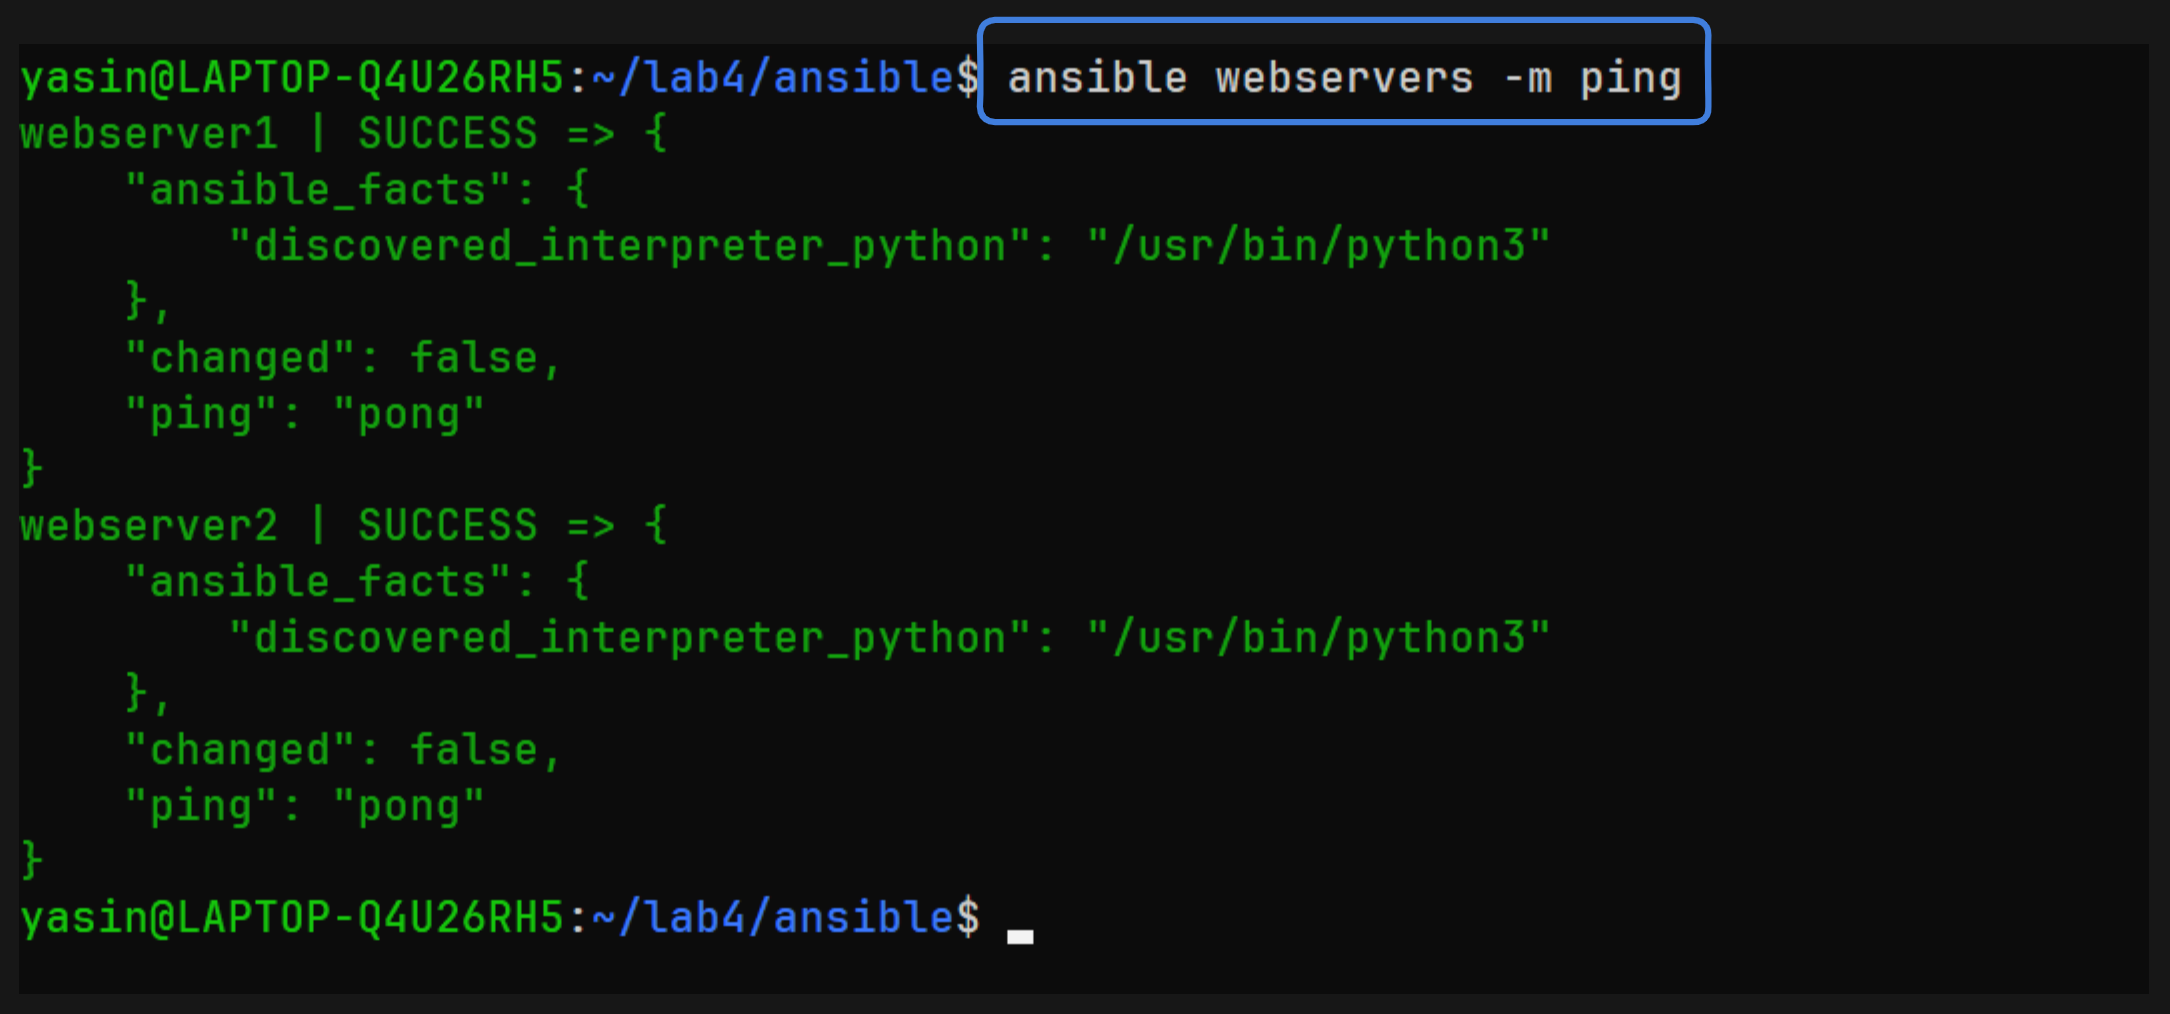 yasin@LAPTOP-Q4U26RH5:~/lab4/ansible$ ansible webservers -m ping
webserver1 | SUCCESS => {
    "ansible_facts": {
        "discovered_interpreter_python": "/usr/bin/python3"
    },
    "changed": false,
    "ping": "pong"
}
webserver2 | SUCCESS => {
    "ansible_facts": {
        "discovered_interpreter_python": "/usr/bin/python3"
    },
    "changed": false,
    "ping": "pong"
}
yasin@LAPTOP-Q4U26RH5:~/lab4/ansible$